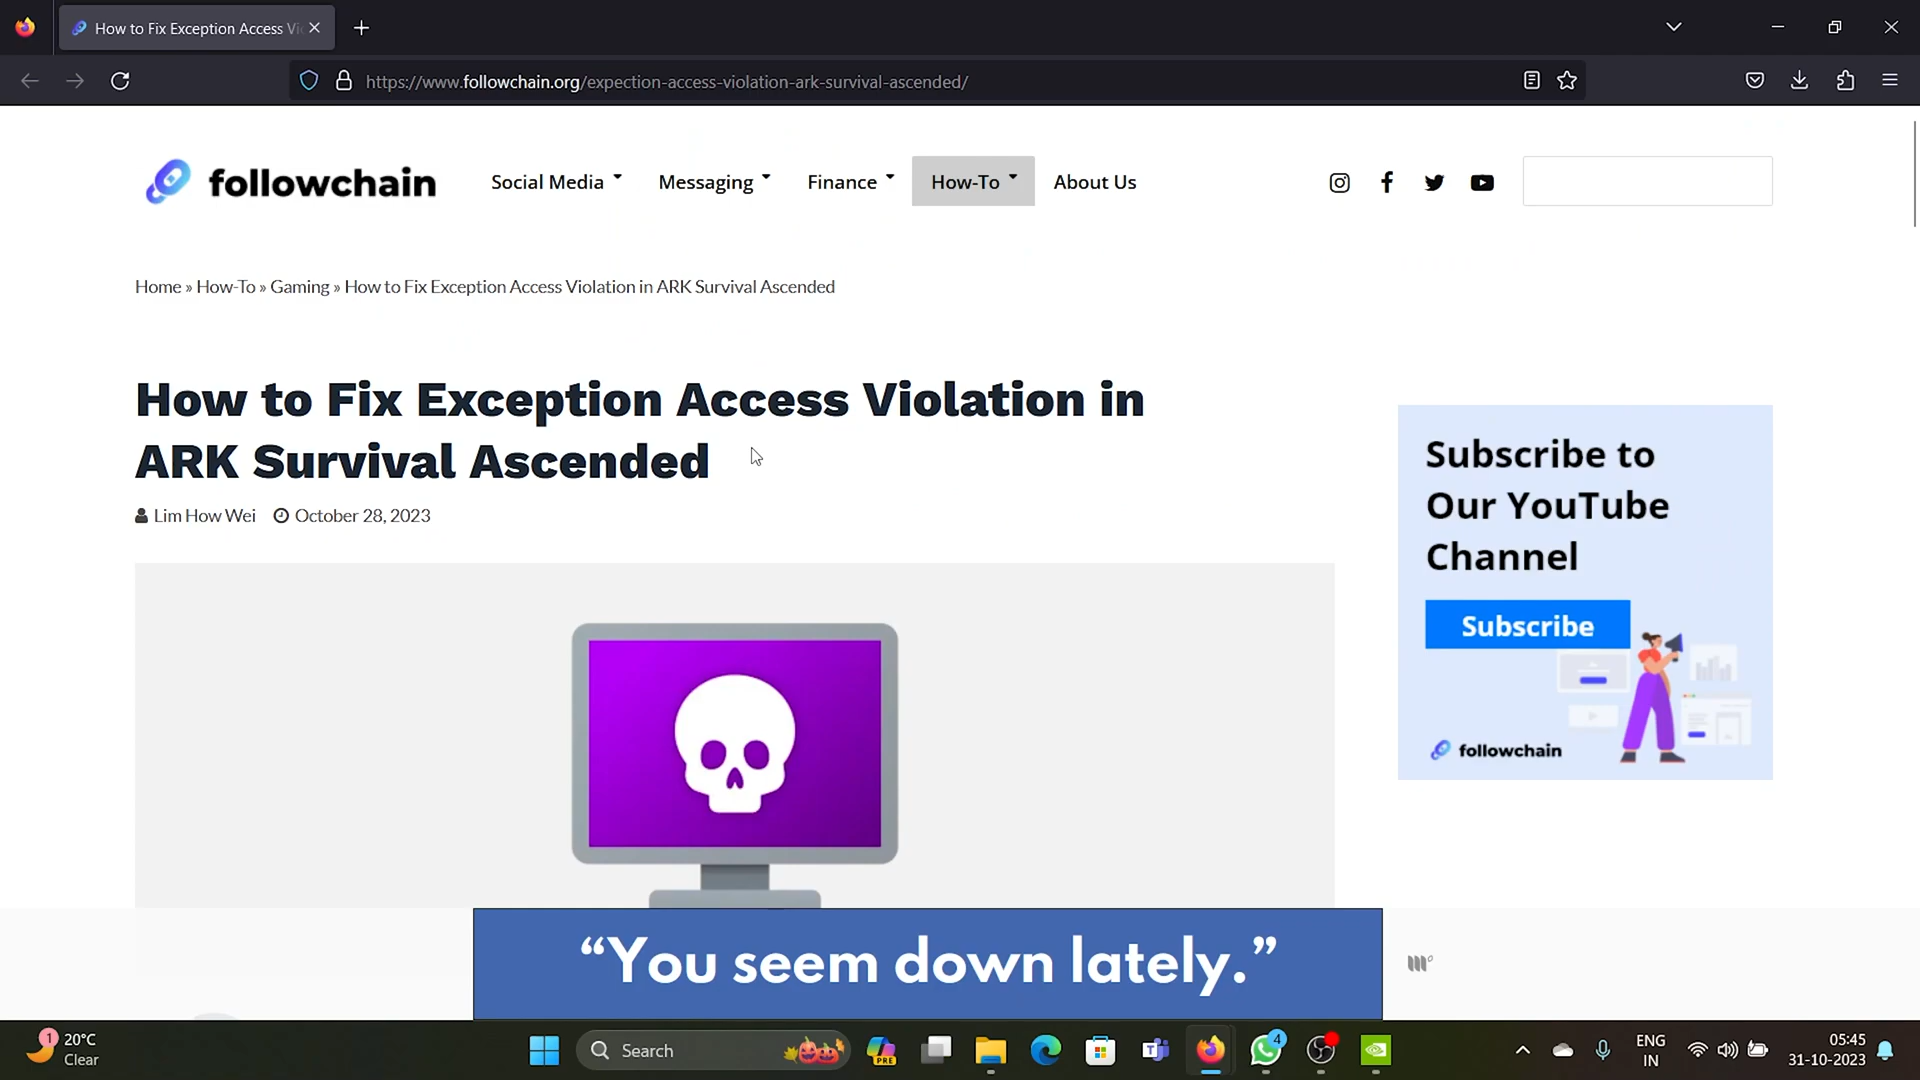 How to Fix Exception Access Vi
https://www.followchain.org/expection-access-violation-ark-survival-ascended/
followchain
Social Media
Messaging
Finance
How-To
About Us
Home » How-To » Gaming » How to Fix Exception Access Violation in ARK Survival Ascended
How to Fix Exception Access Violation in
ARK Survival Ascended
Lim How Wei
October 28, 2023
Subscribe to
Our YouTube
Channel
Subscribe
followchain
“You seem down lately.”
1
20°C
Clear
Search
PRE
4
ENG
IN
05:45
31-10-2023